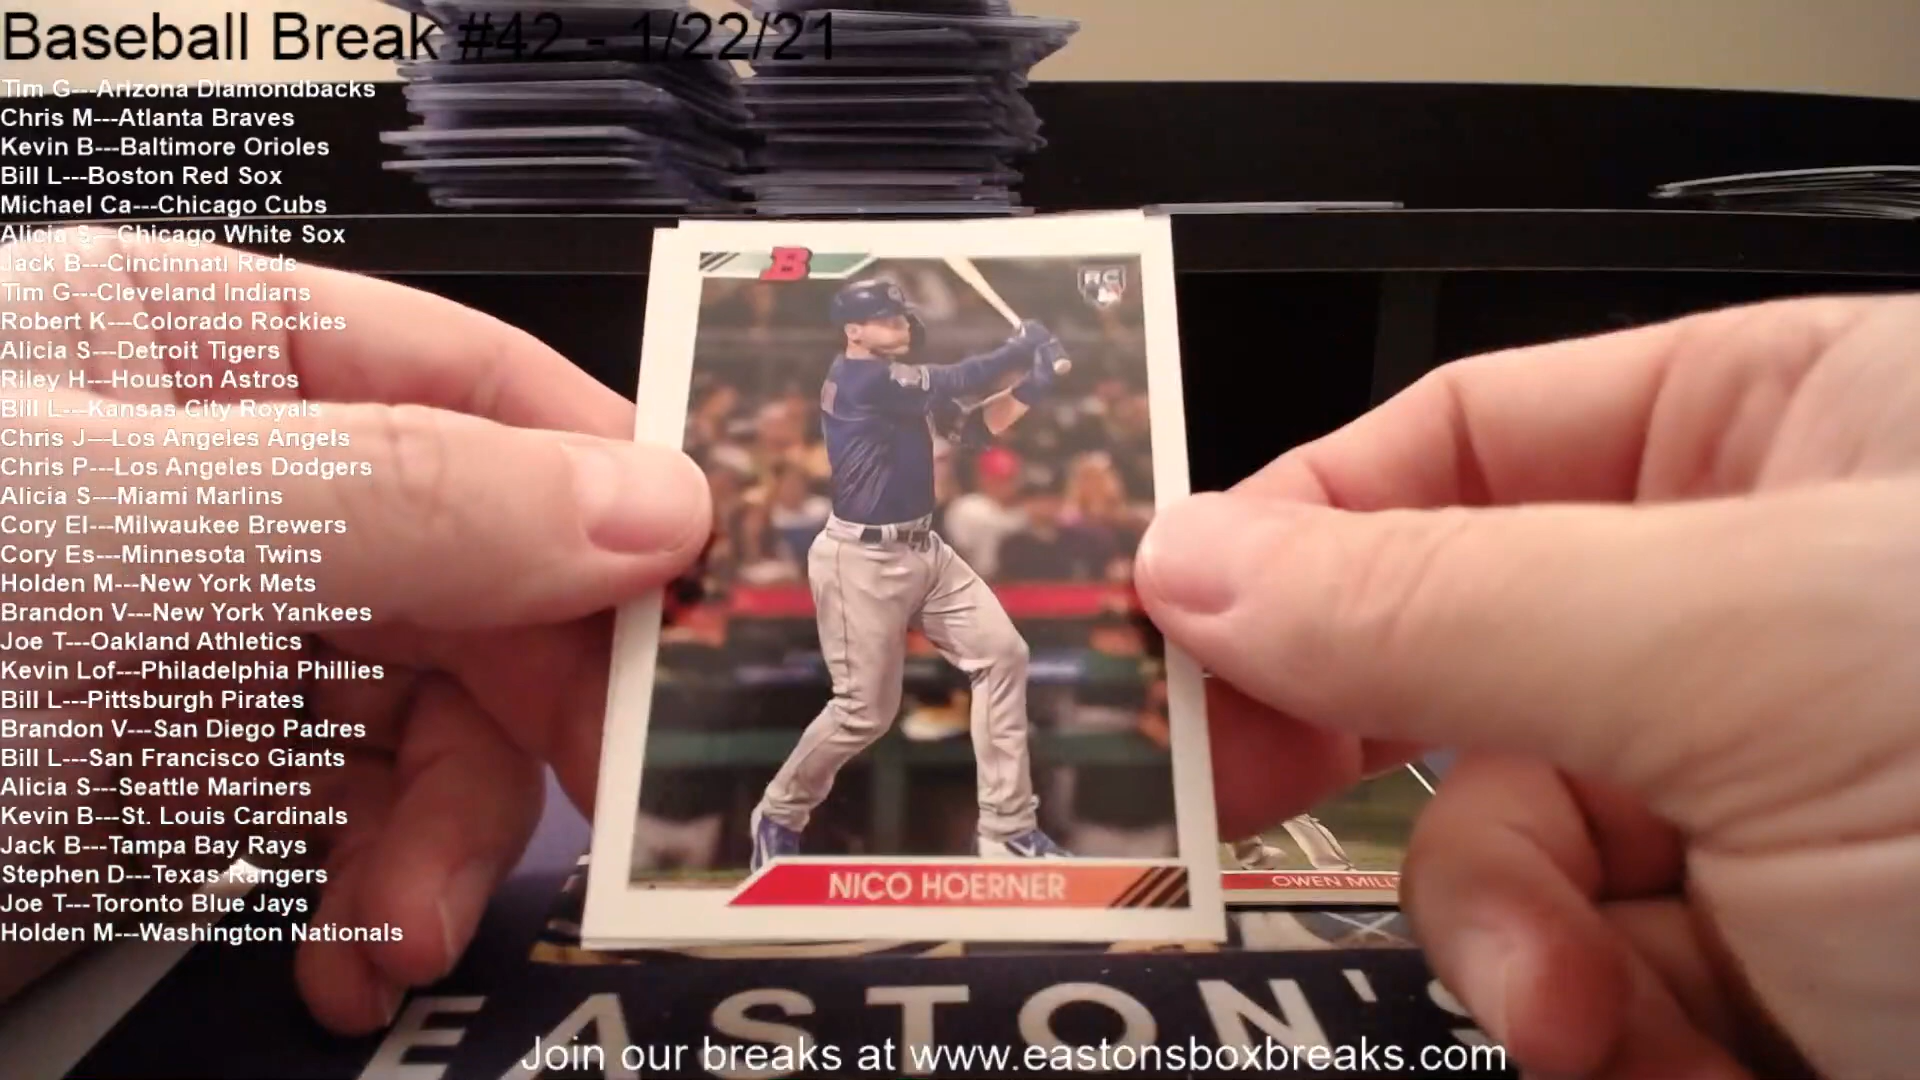 Baseball Break #42 - 1/22/21
Tim G---Arizona Diamondbacks
Chris M---Atlanta Braves
Kevin B---Baltimore Orioles
Bill L---Boston Red Sox
Michael Ca---Chicago Cubs
Alicia S---Chicago White Sox
Jack B---Cincinnati Reds
Tim G---Cleveland Indians
Robert K---Colorado Rockies
Alicia S---Detroit Tigers
Riley H---Houston Astros
Bill L---Kansas City Royals
Chris J---Los Angeles Angels
Chris P---Los Angeles Dodgers
Alicia S---Miami Marlins
Cory El---Milwaukee Brewers
Cory Es---Minnesota Twins
Holden M---New York Mets
Brandon V---New York Yankees
Joe T---Oakland Athletics
Kevin Lof---Philadelphia Phillies
Bill L---Pittsburgh Pirates
Brandon V---San Diego Padres
Bill L---San Francisco Giants
Alicia S---Seattle Mariners
Kevin B---St. Louis Cardinals
Jack B---Tampa Bay Rays
Stephen D---Texas Rangers
Joe T---Toronto Blue Jays
Holden M---Washington Nationals
B
RC
NICO HOERNER
OWEN
EASTON'S
Join our breaks at www.eastonsboxbreaks.com